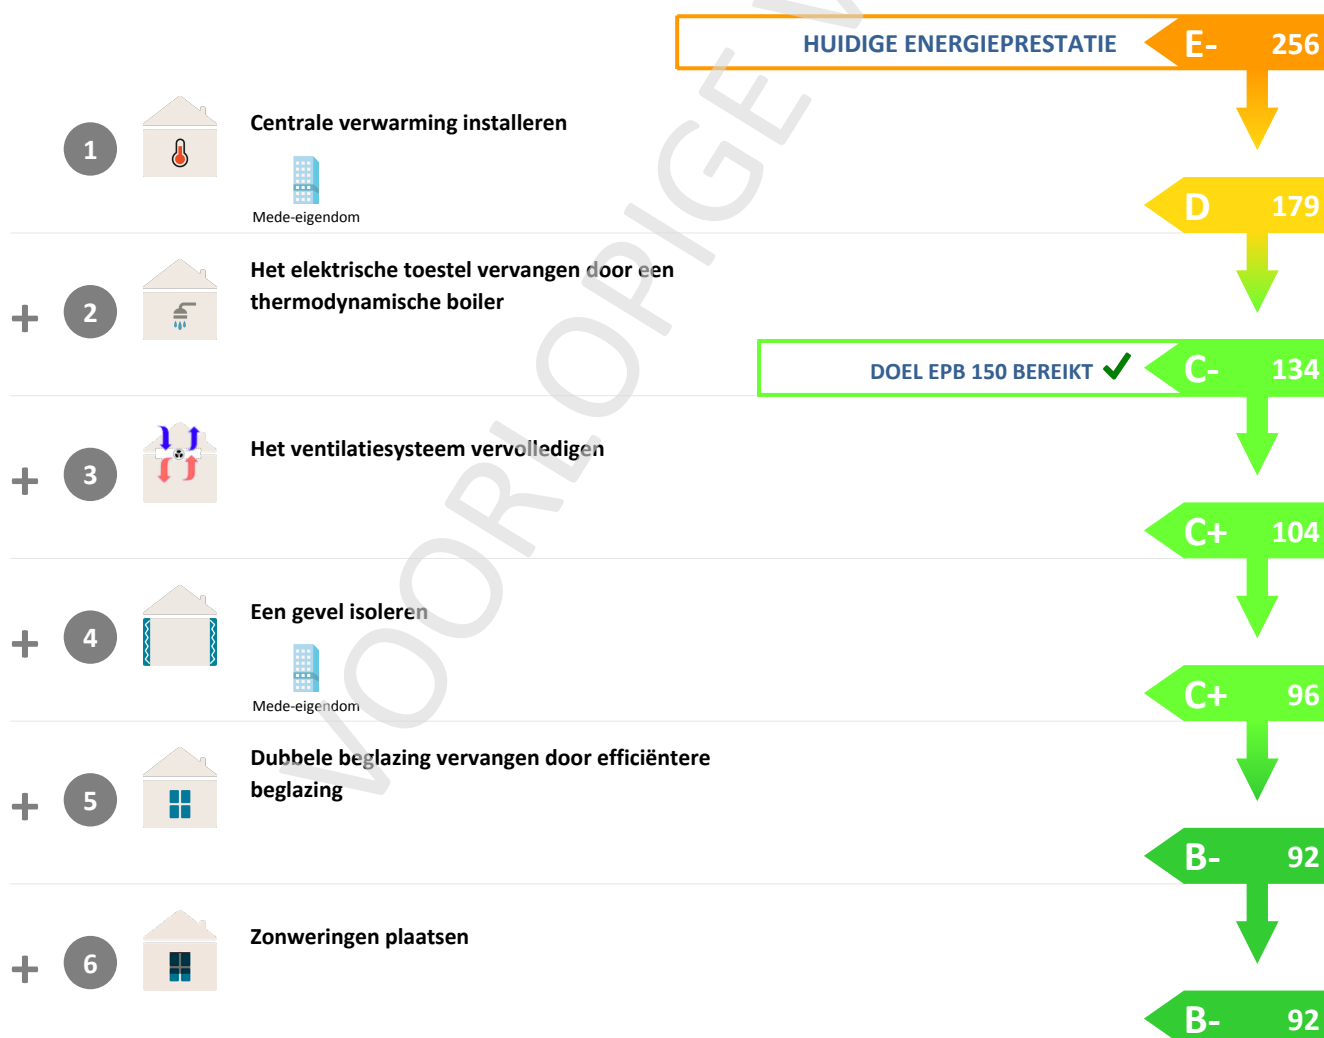 HUIDIGE ENERGIEPRESTATIE E- 256
1 Centrale verwarming installeren
Mede-eigendom
D 179
+ 2 Het elektrische toestel vervangen door een
thermodynamische boiler
DOEL EPB 150 BEREIKT C- 134
+ 3 Het ventilatiesysteem vervolledigen
C+ 104
+ 4 Een gevel isoleren
Mede-eigendom
C+ 96
+ 5 Dubbele beglazing vervangen door efficiëntere
beglazing
B- 92
+ 6 Zonweringen plaatsen
B- 92
VOORLOPIGE V